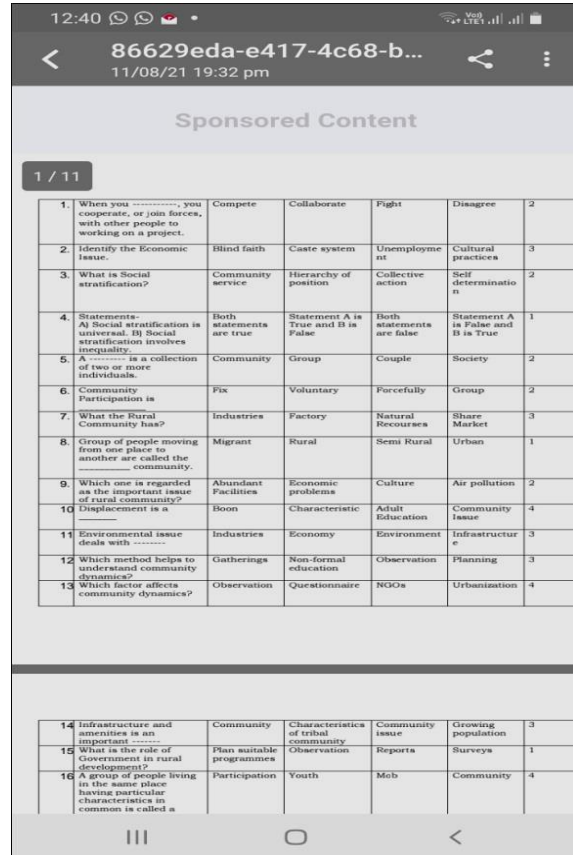 12:40
Vo)) LTE1
86629eda-e417-4c68-b...
11/08/21 19:32 pm
Sponsored Content
1 / 11
1. When you -----------, you cooperate, or join forces, with other people to working on a project. Compete Collaborate Fight Disagree 2
2. Identify the Economic Issue. Blind faith Caste system Unemployme nt Cultural practices 3
3. What is Social stratification? Community service Hierarchy of position Collective action Self determinatio n 2
4. Statements- A) Social stratification is universal. B) Social stratification involves inequality. Both statements are true Statement A is True and B is False Both statements are false Statement A is False and B is True 1
5. A --------- is a collection of two or more individuals. Community Group Couple Society 2
6. Community Participation is ____________ Fix Voluntary Forcefully Group 2
7. What the Rural Community has? Industries Factory Natural Recourses Share Market 3
8. Group of people moving from one place to another are called the __________ community. Migrant Rural Semi Rural Urban 1
9. Which one is regarded as the important issue of rural community? Abundant Facilities Economic problems Culture Air pollution 2
10 Displacement is a _______ Boon Characteristic Adult Education Community Issue 4
11 Environmental issue deals with -------- Industries Economy Environment Infrastructur e 3
12 Which method helps to understand community dynamics? Gatherings Non-formal education Observation Planning 3
13 Which factor affects community dynamics? Observation Questionnaire NGOs Urbanization 4
14 Infrastructure and amenities is an important ------- Community Characteristics of tribal community Community issue Growing population 3
15 What is the role of Government in rural development? Plan suitable programmes Observation Reports Surveys 1
16 A group of people living in the same place having particular characteristics in common is called a Participation Youth Mob Community 4